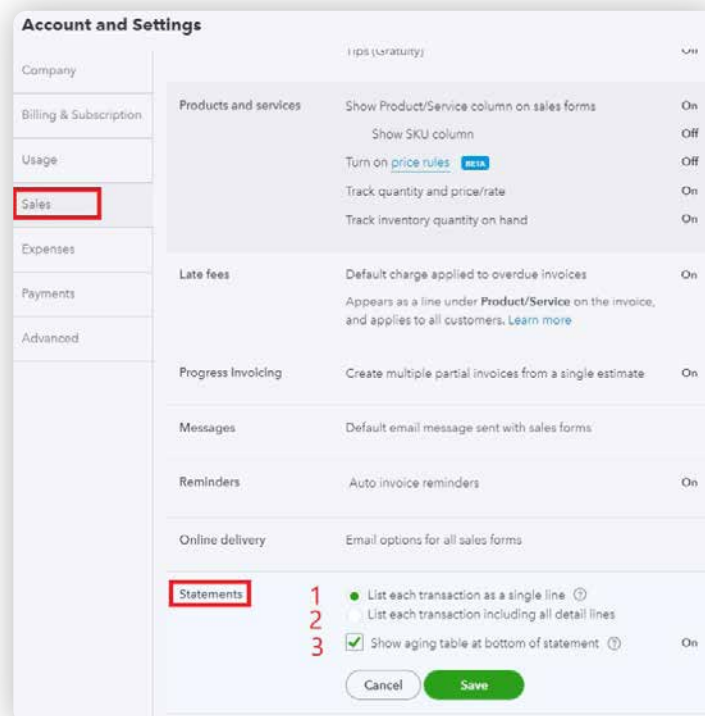 Account and Settings
Company
Billing & Subscription
Usage
Sales
Expenses
Payments
Advanced
Tips (Gratuity) Off
Products and services Show Product/Service column on sales forms On
Show SKU column Off
Turn on price rules BETA Off
Track quantity and price/rate On
Track inventory quantity on hand On
Late fees Default charge applied to overdue invoices On
Appears as a line under Product/Service on the invoice,
and applies to all customers. Learn more
Progress Invoicing Create multiple partial invoices from a single estimate On
Messages Default email message sent with sales forms
Reminders Auto invoice reminders On
Online delivery Email options for all sales forms
Statements 1 List each transaction as a single line ?
2 List each transaction including all detail lines
3 Show aging table at bottom of statement ? On
Cancel Save